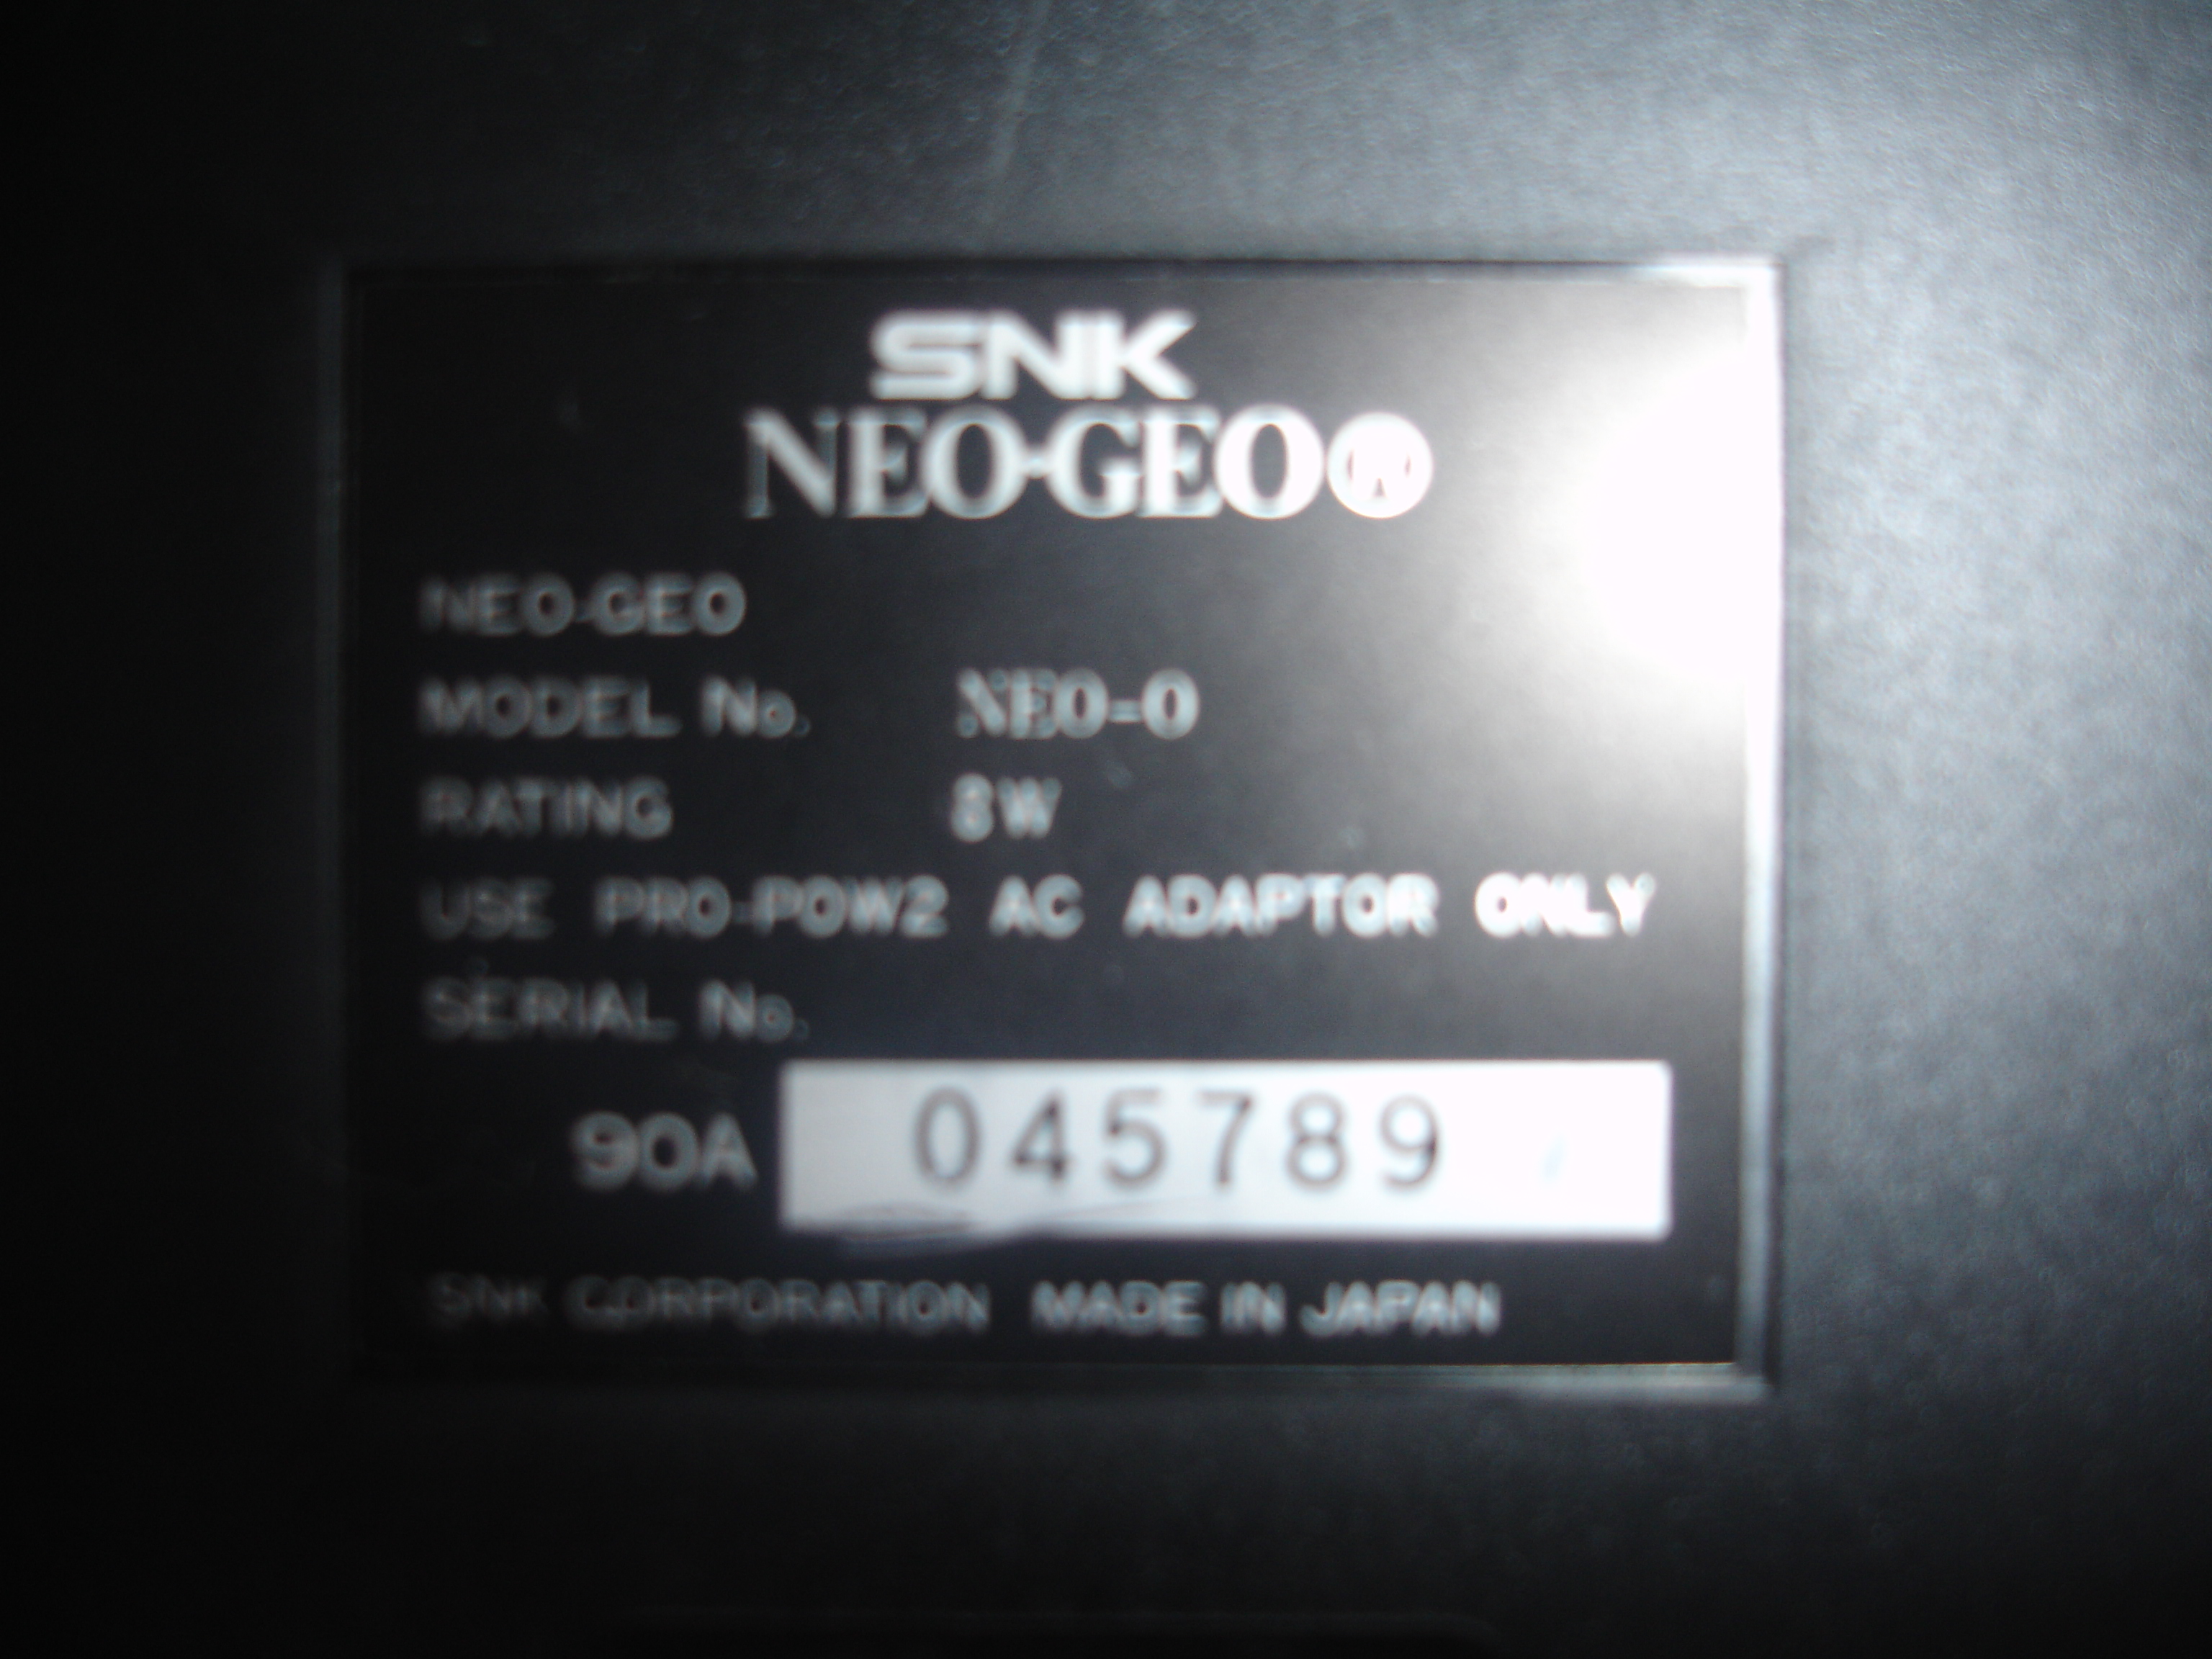 SNK
NEO·GEO®
NEO·GEO
MODEL No. NEO-0
RATING 8W
USE PRO-POW2 AC ADAPTOR ONLY
SERIAL No.
90A 045789
SNK CORPORATION MADE IN JAPAN